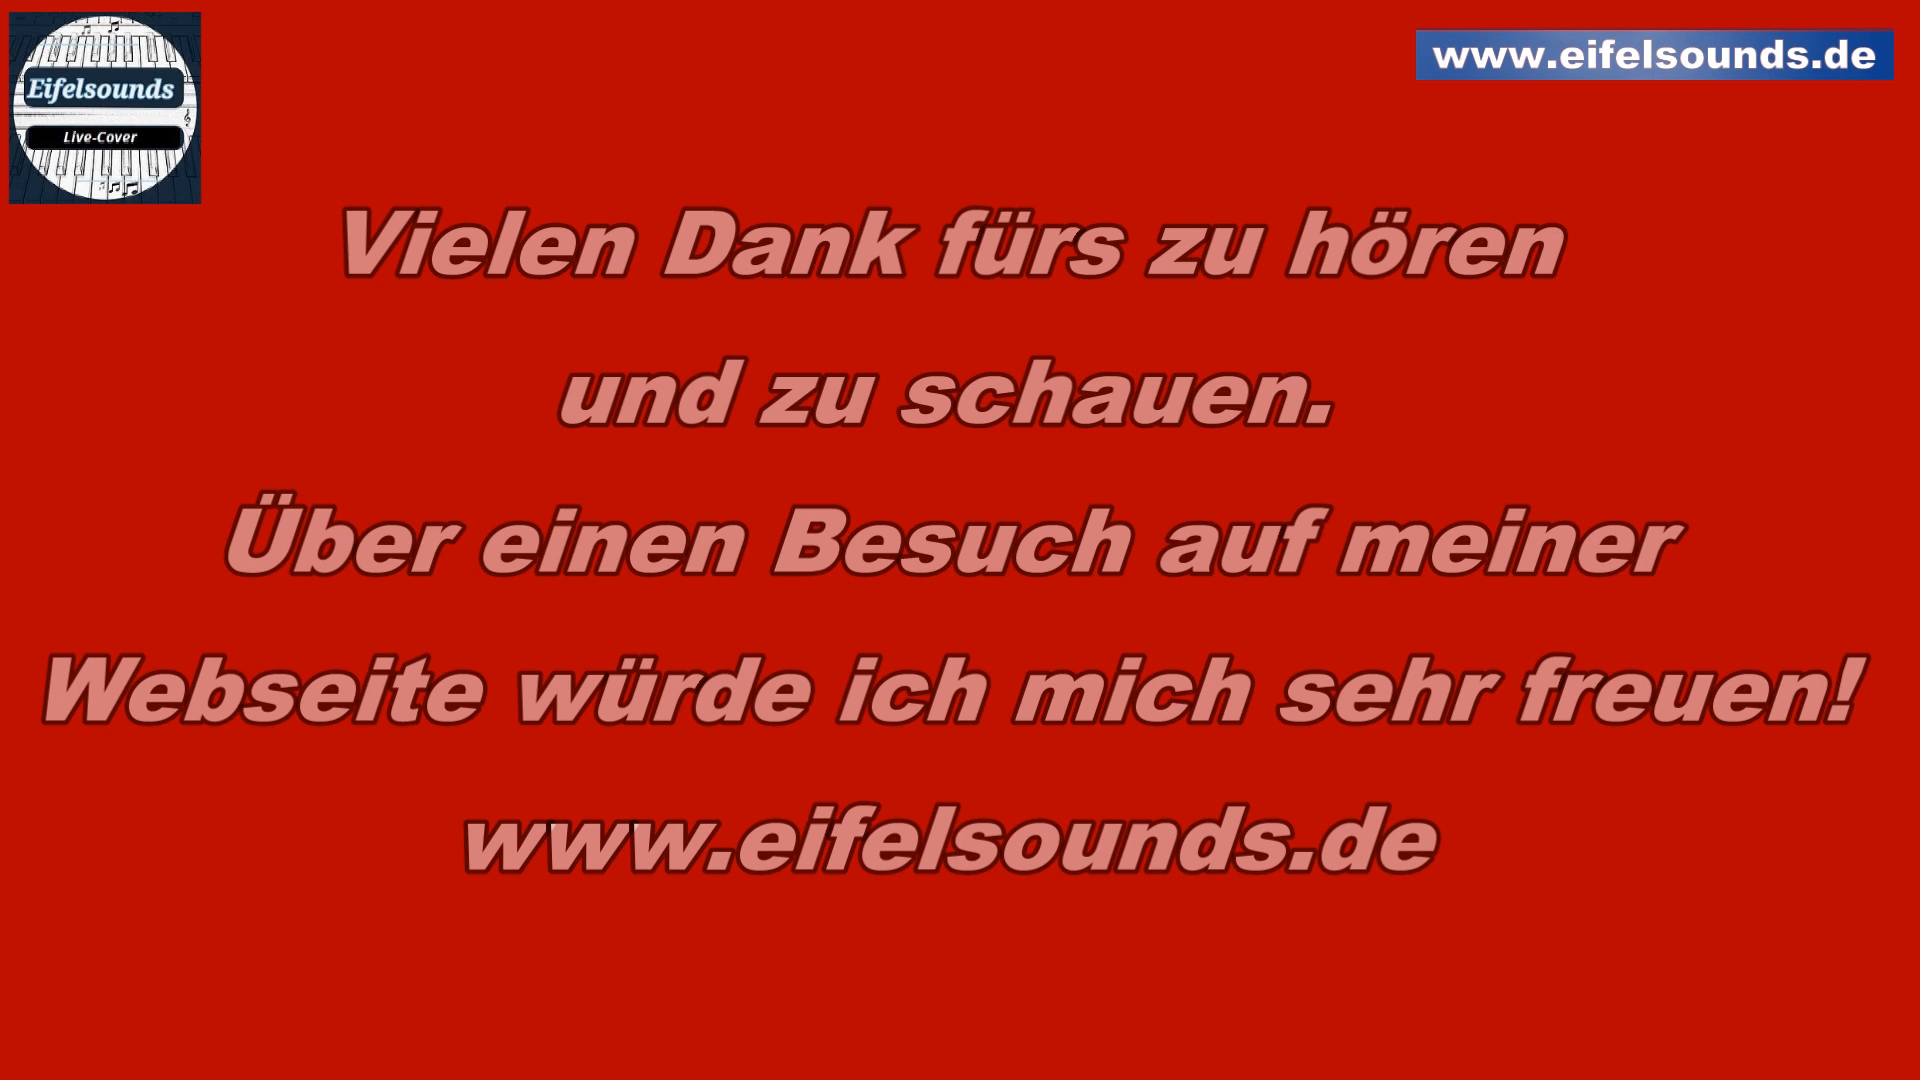 Eifelsounds
Live-Cover
www.eifelsounds.de
Vielen Dank fürs zu hören
und zu schauen.
Über einen Besuch auf meiner
Webseite würde ich mich sehr freuen!
www.eifelsounds.de